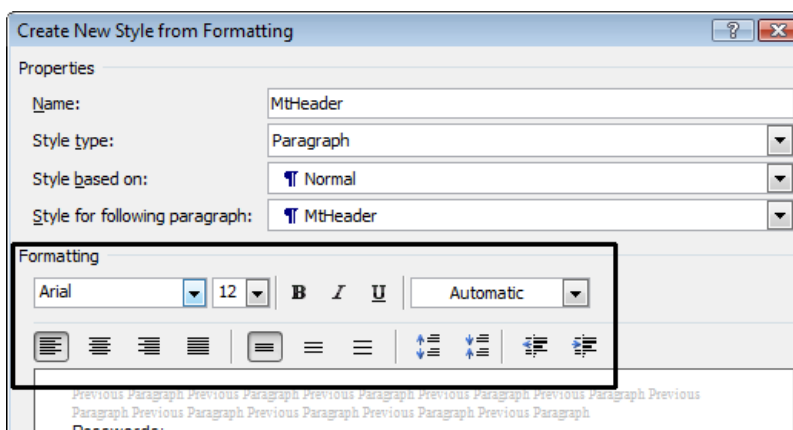 Create New Style from Formatting
Properties
Name: MtHeader
Style type: Paragraph
Style based on: ¶ Normal
Style for following paragraph: ¶ MtHeader
Formatting
Arial 12 B I U Automatic
Previous Paragraph Previous Paragraph Previous Paragraph Previous Paragraph Previous Paragraph Previous
Paragraph Previous Paragraph Previous Paragraph Previous Paragraph Previous Paragraph
Passwords: